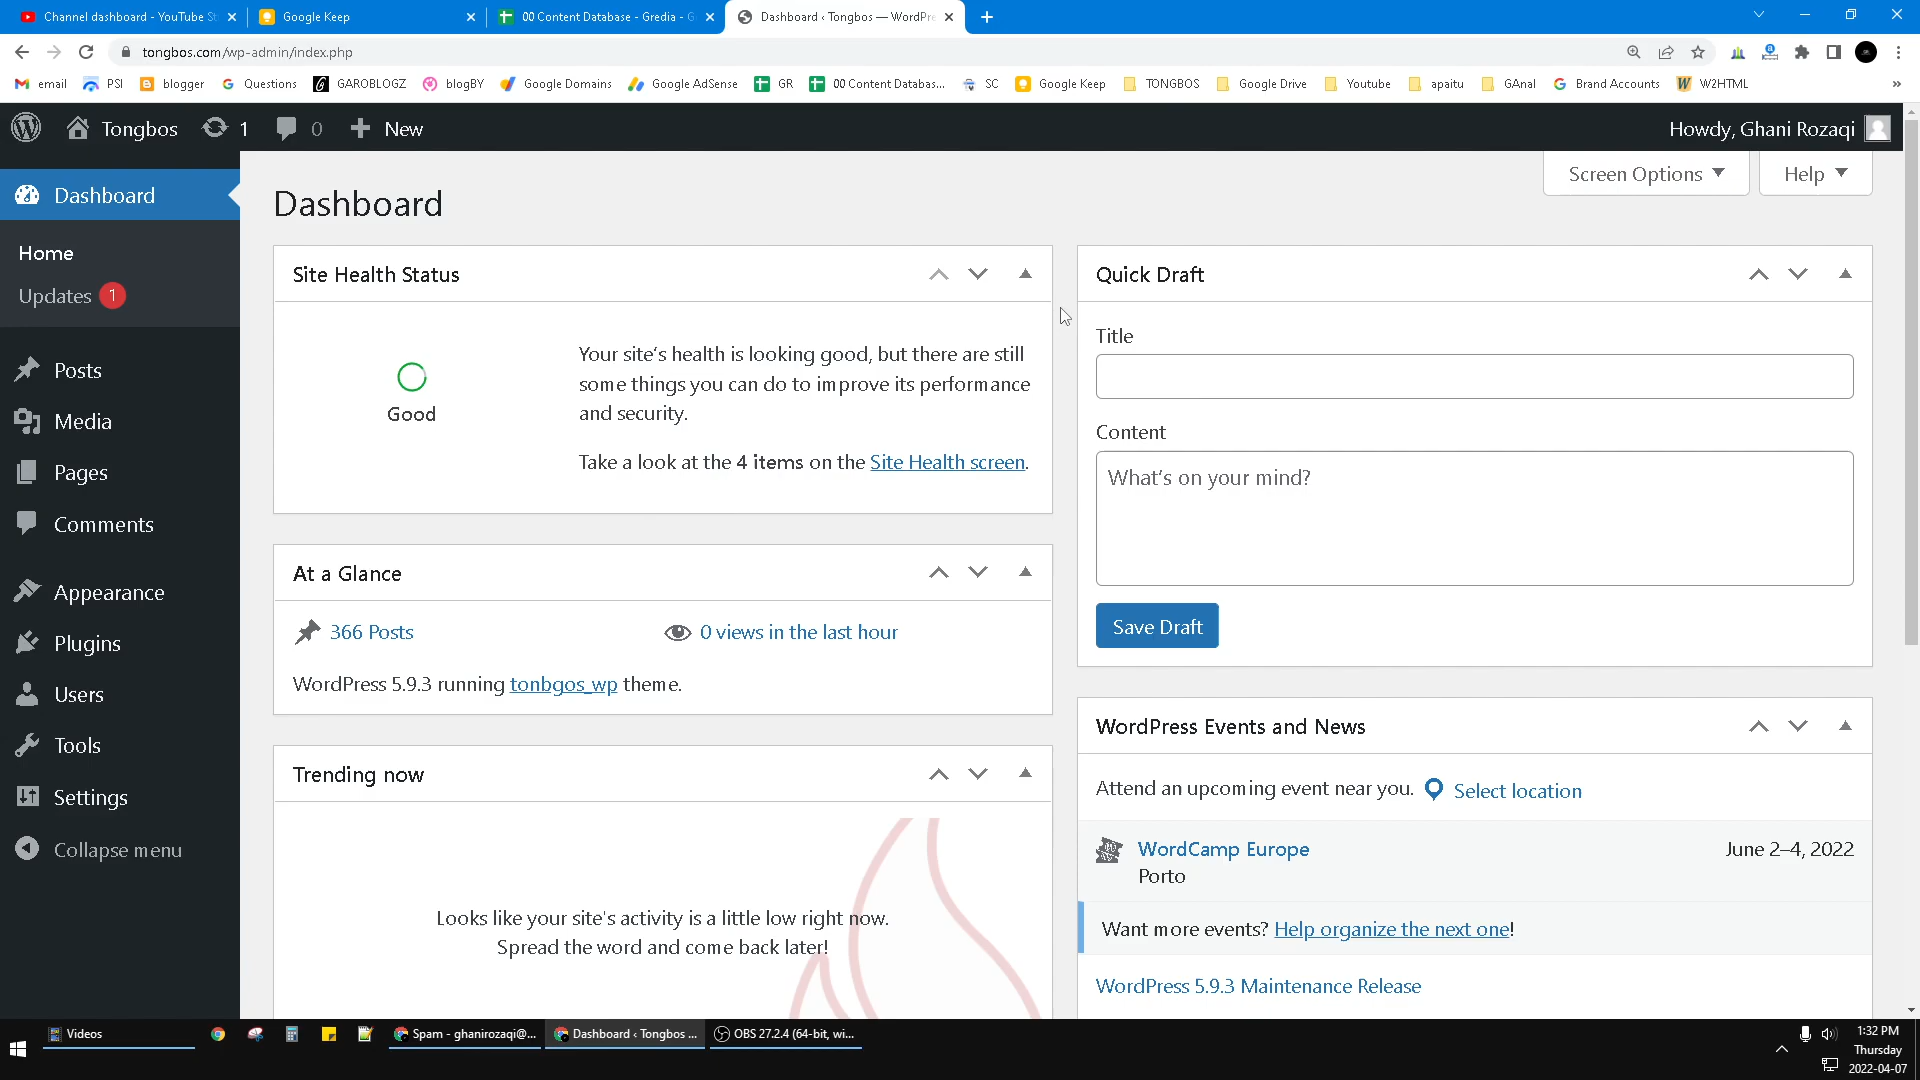 Channel dashboard - YouTube St
Google Keep
00 Content Database - Gredia - G
Dashboard ‹ Tongbos — WordPre
tongbos.com/wp-admin/index.php
email
PSI
blogger
Questions
GAROBLOGZ
blogBY
Google Domains
Google AdSense
GR
00 Content Databas...
SC
Google Keep
TONGBOS
Google Drive
Youtube
apaitu
GAnal
Brand Accounts
W2HTML
»
Tongbos
1
0
New
Howdy, Ghani Rozaqi
Screen Options
Help
Dashboard
Home
Updates 1
Posts
Media
Pages
Comments
Appearance
Plugins
Users
Tools
Settings
Collapse menu
Dashboard
Site Health Status
Good
Your site's health is looking good, but there are still
some things you can do to improve its performance
and security.
Take a look at the 4 items on the Site Health screen.
At a Glance
366 Posts
0 views in the last hour
WordPress 5.9.3 running tonbgos_wp theme.
Trending now
Looks like your site's activity is a little low right now.
Spread the word and come back later!
Quick Draft
Title
Content
What's on your mind?
Save Draft
WordPress Events and News
Attend an upcoming event near you. Select location
WordCamp Europe
June 2–4, 2022
Porto
Want more events? Help organize the next one!
WordPress 5.9.3 Maintenance Release
Videos
Spam - ghanirozaqi@...
Dashboard ‹ Tongbos ...
OBS 27.2.4 (64-bit, wi...
1:32 PM
Thursday
2022-04-07